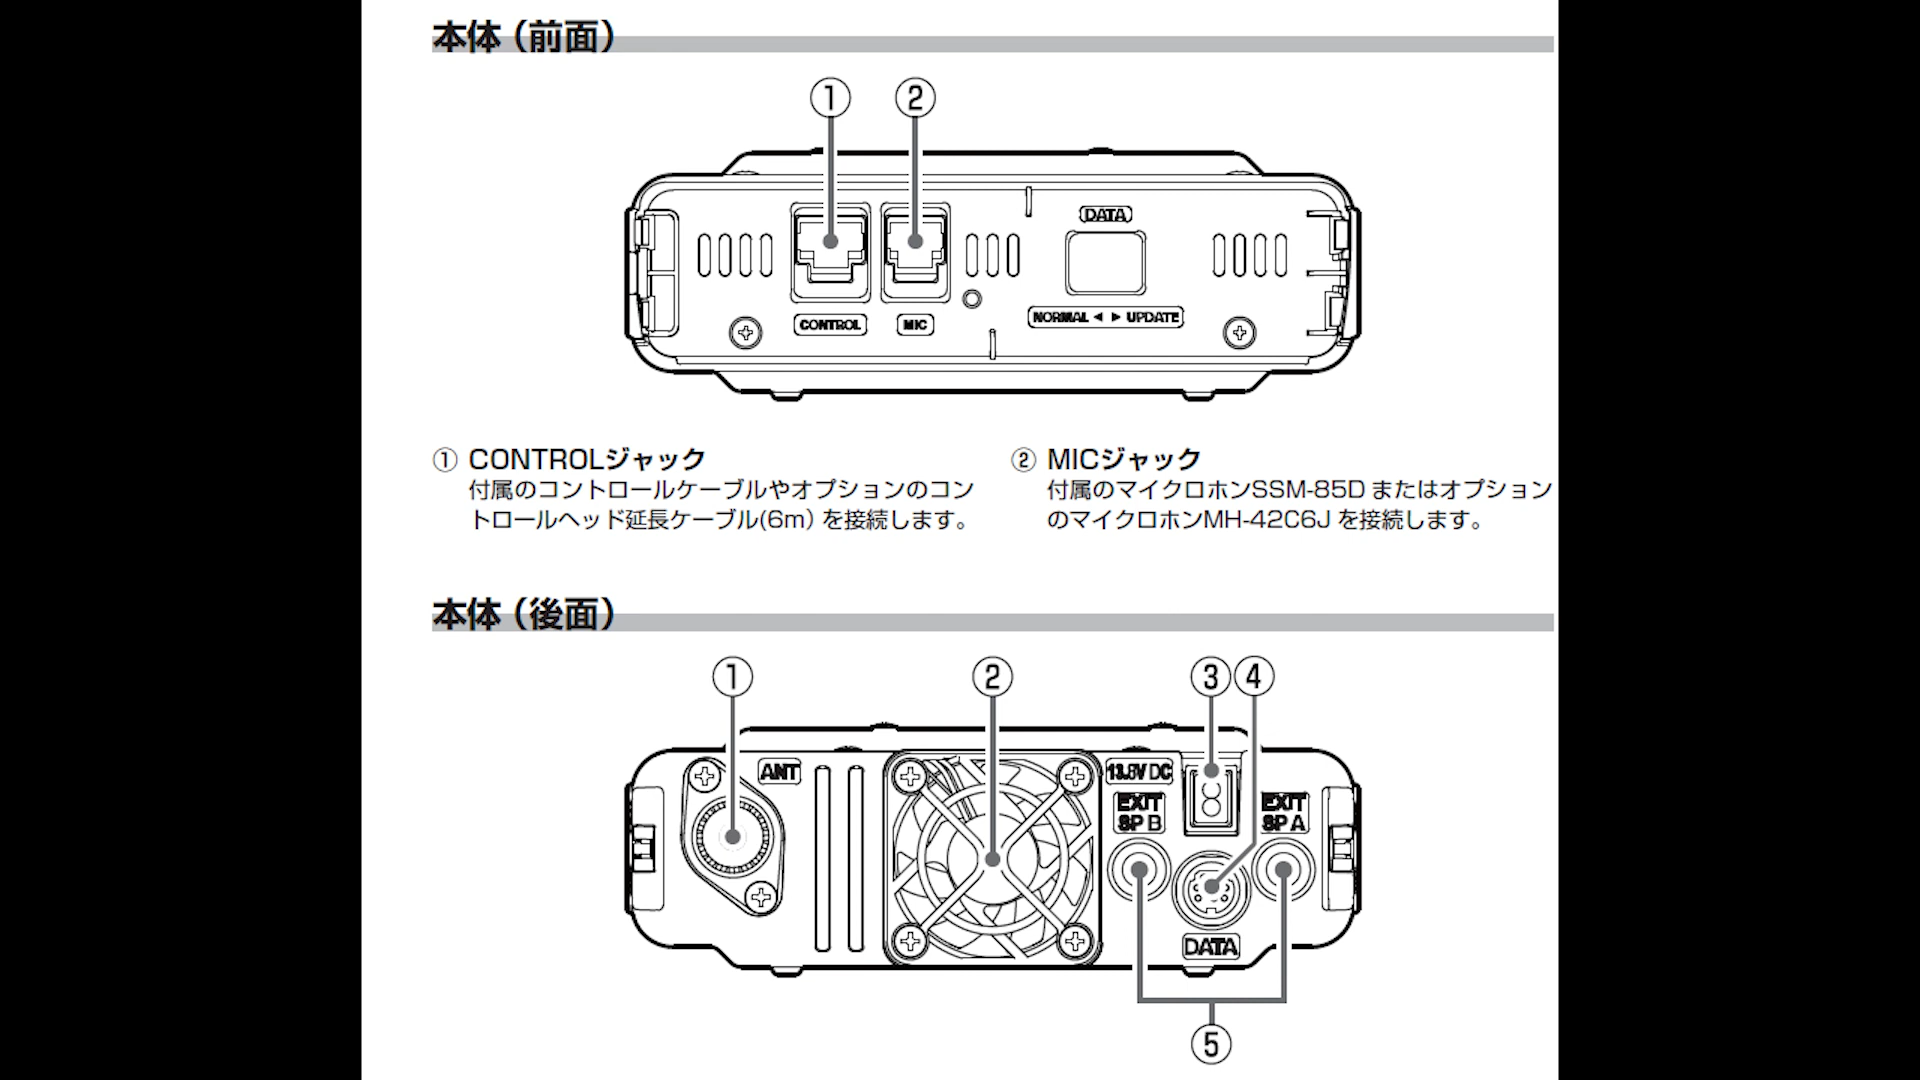 本体（前面）
① ②
DATA
CONTROL MIC NORMAL ◀ ▶ UPDATE
① CONTROLジャック
付属のコントロールケーブルやオプションのコン
トロールヘッド延長ケーブル(6m）を接続します。
② MICジャック
付属のマイクロホンSSM-85D またはオプション
のマイクロホンMH-42C6J を接続します。
本体（後面）
① ② ③ ④
ANT 13.8V DC
EXIT EXIT
SP B SP A
DATA
⑤